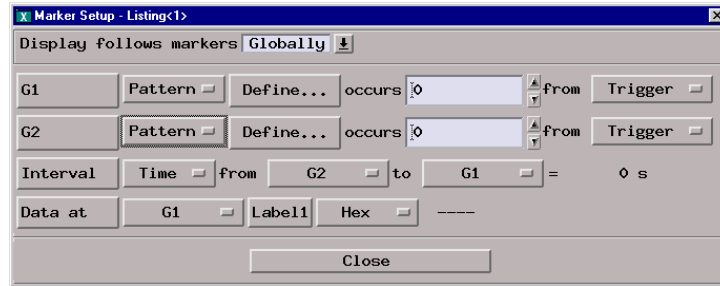 Marker Setup - Listing<1>
Display follows markers Globally
G1 Pattern Define... occurs 0 from Trigger
G2 Pattern Define... occurs 0 from Trigger
Interval Time from G2 to G1 = 0 s
Data at G1 Label1 Hex ----
Close